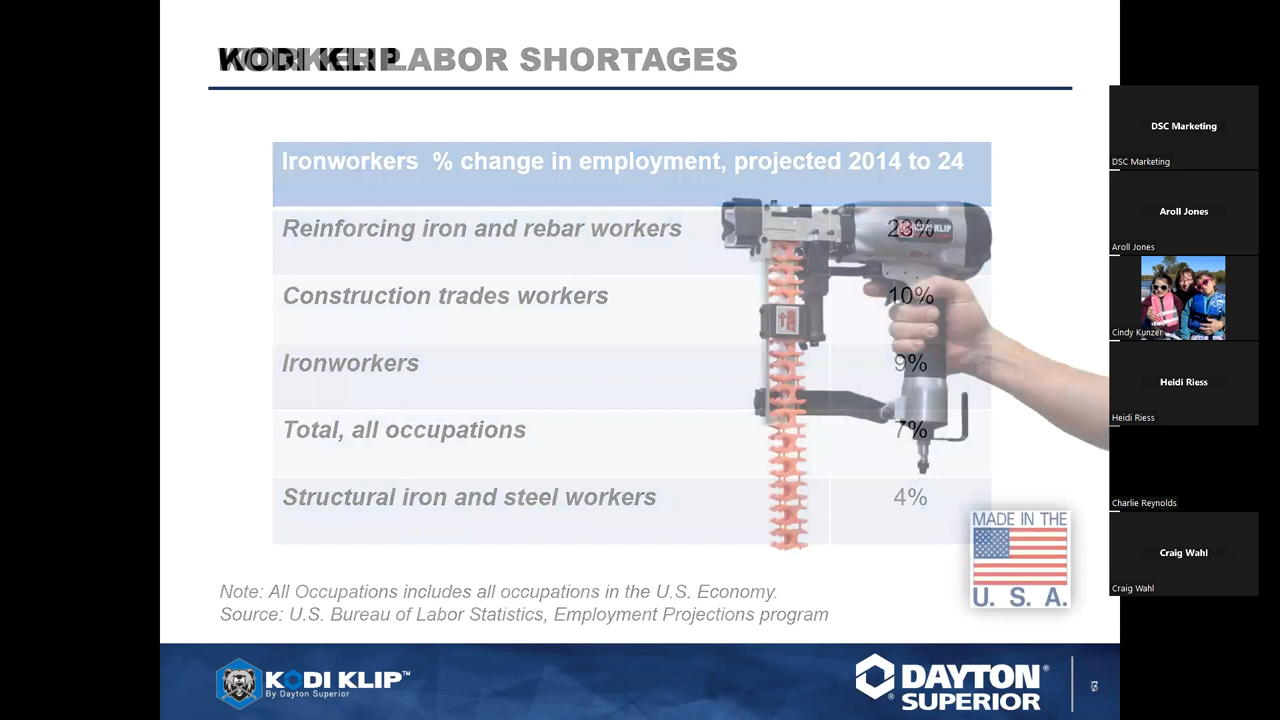 KODI KLIP
LABOR SHORTAGES
Ironworkers % change in employment, projected 2014 to 24
Reinforcing iron and rebar workers 23%
Construction trades workers 10%
Ironworkers 9%
Total, all occupations 7%
Structural iron and steel workers 4%
Note: All Occupations includes all occupations in the U.S. Economy.
Source: U.S. Bureau of Labor Statistics, Employment Projections program
MADE IN THE
U. S. A.
KODI KLIP™
By Dayton Superior
DAYTON®
SUPERIOR®
DSC Marketing
DSC Marketing
Aroll Jones
Aroll Jones
Cindy Kunzer
Heidi Riess
Heidi Riess
Charlie Reynolds
Craig Wahl
Craig Wahl